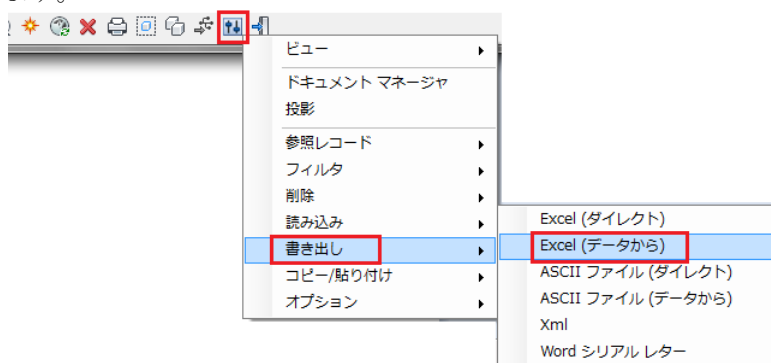 ビュー
ドキュメント マネージャ
投影
参照レコード
フィルタ
削除
読み込み
書き出し
コピー/貼り付け
オプション
Excel (ダイレクト)
Excel (データから)
ASCII ファイル (ダイレクト)
ASCII ファイル (データから)
Xml
Word シリアル レター